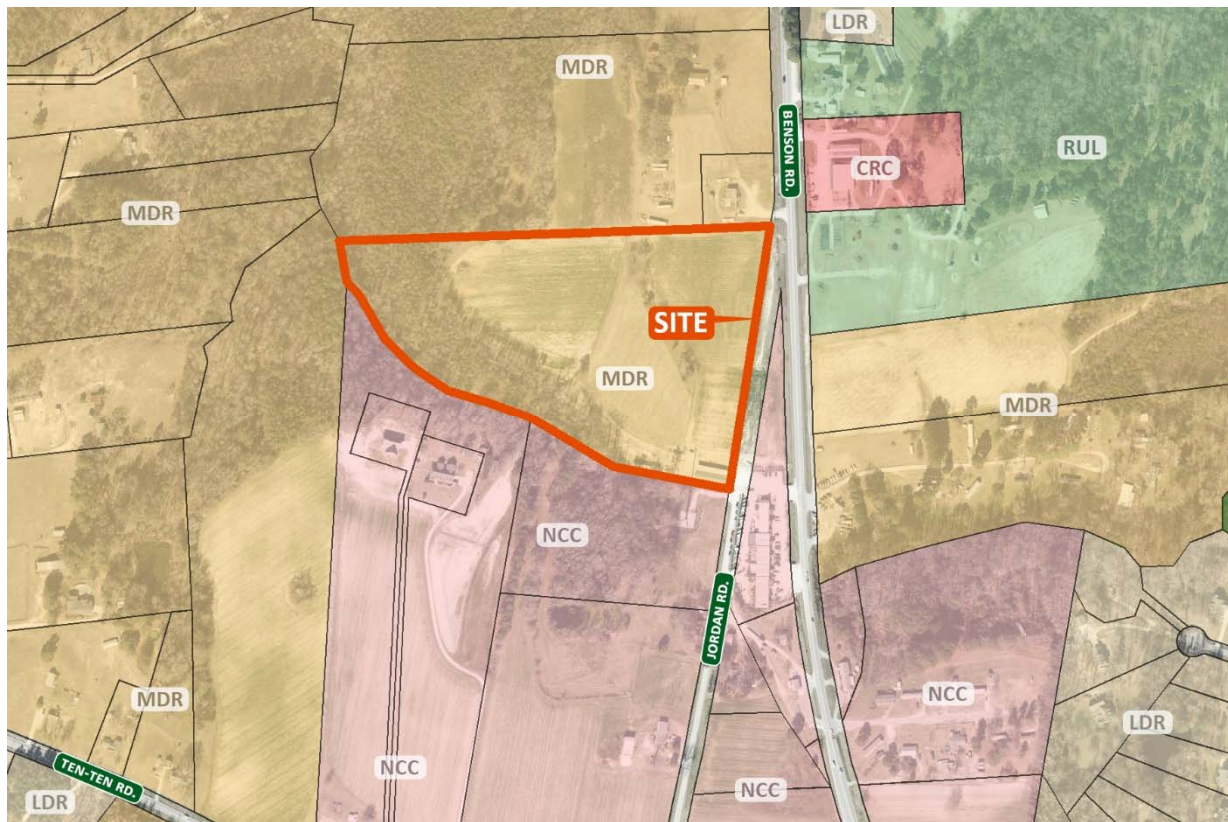 LDR
MDR
BENSON RD.
RUL
CRC
MDR
SITE
MDR
MDR
NCC
JORDAN RD.
MDR
NCC
LDR
TEN-TEN RD.
NCC
NCC
LDR